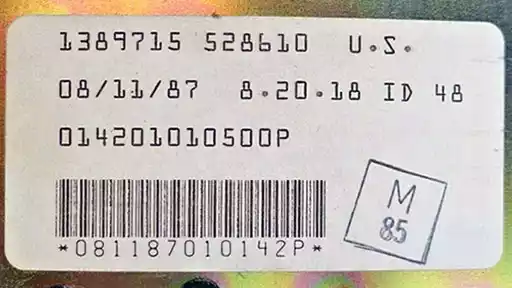 1389715 528610 U.S.
08/11/87 8.20.18 ID 48
014201010500P
*081187010142P*
M
85